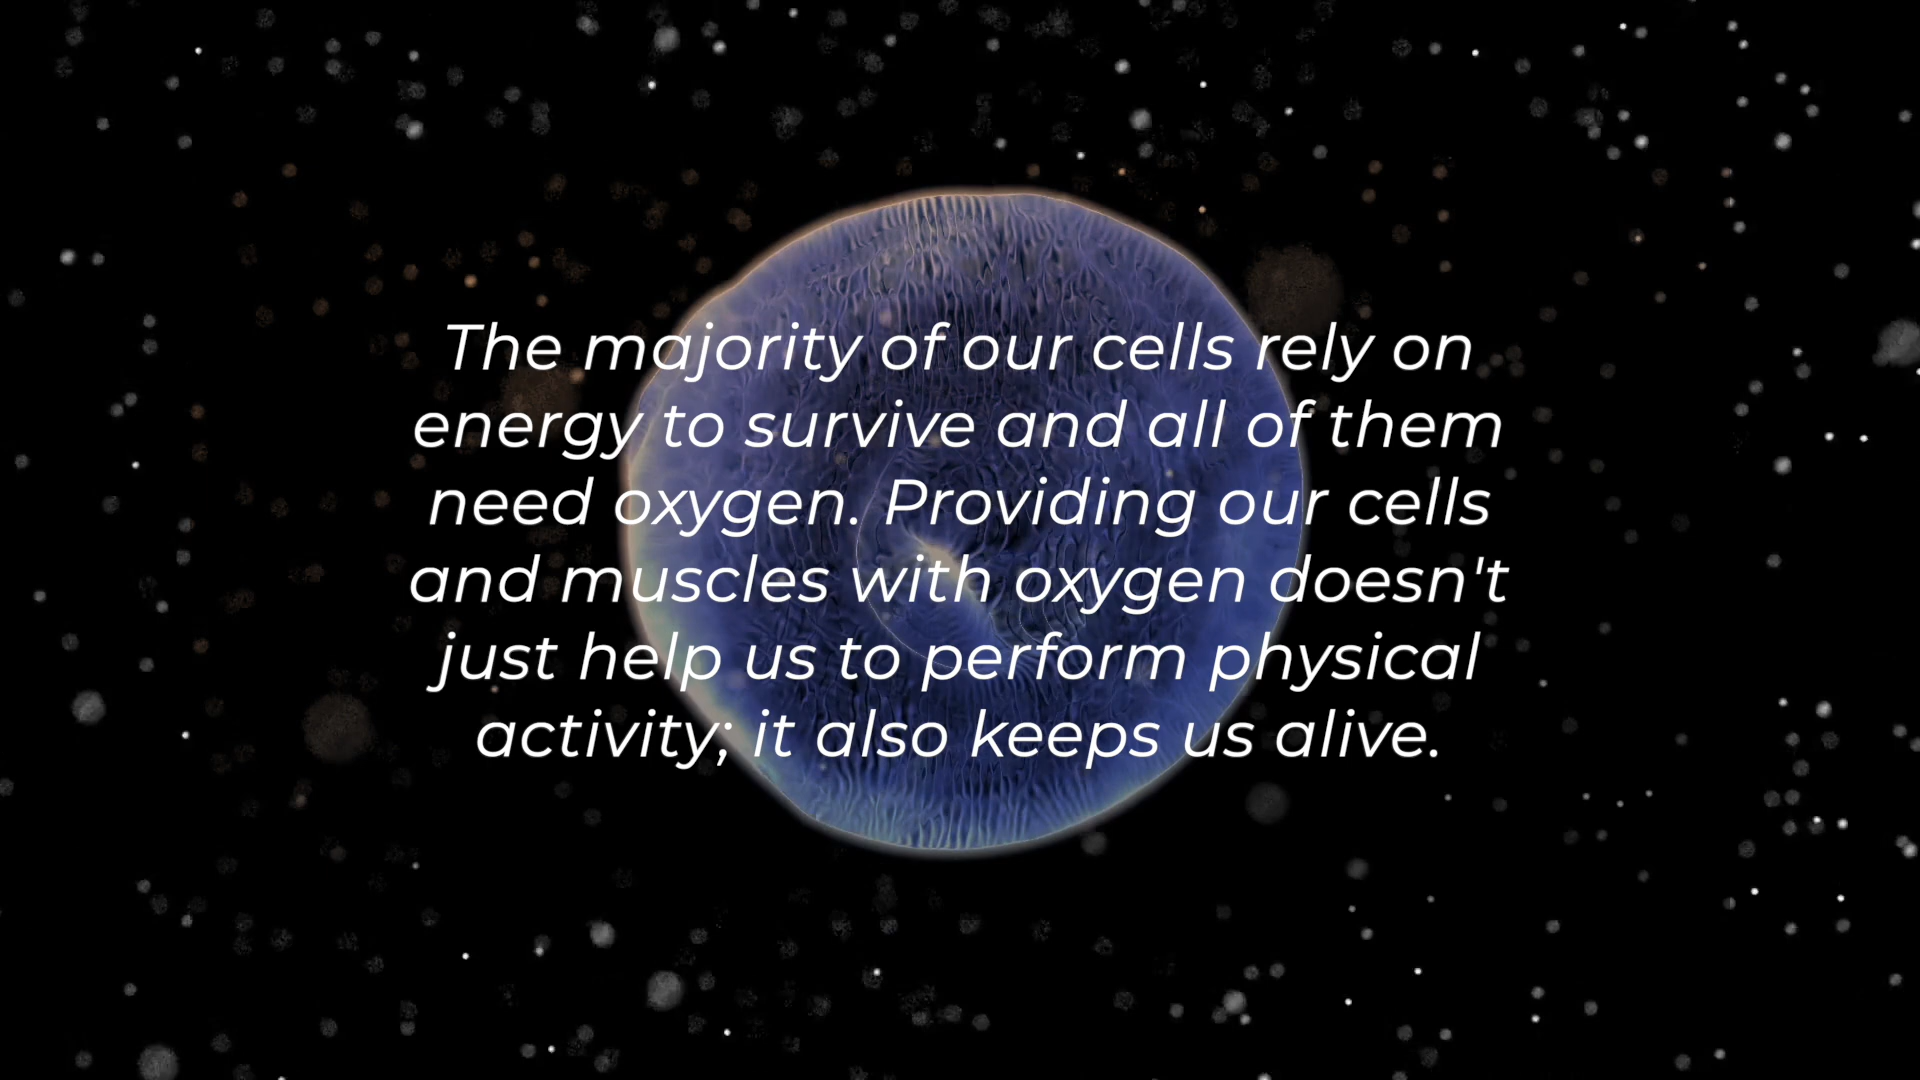 The majority of our cells rely on
energy to survive and all of them
need oxygen. Providing our cells
and muscles with oxygen doesn't
just help us to perform physical
activity; it also keeps us alive.